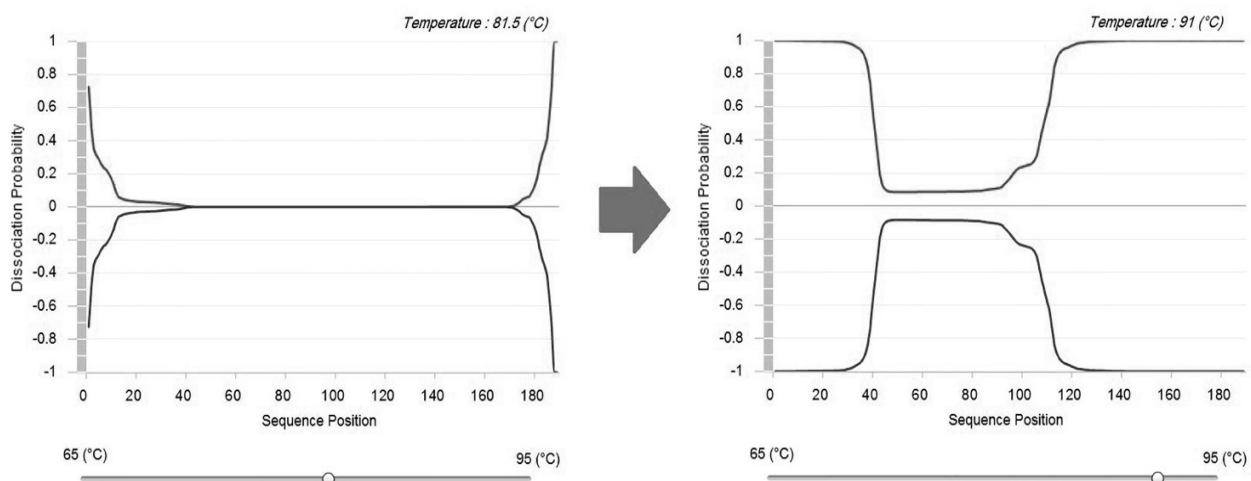 Temperature : 81.5 (°C)
Dissociation Probability
1
0.8
0.6
0.4
0.2
0
-0.2
-0.4
-0.6
-0.8
-1
0 20 40 60 80 100 120 140 160 180
Sequence Position
65 (°C) 95 (°C)
Temperature : 91 (°C)
Dissociation Probability
1
0.8
0.6
0.4
0.2
0
-0.2
-0.4
-0.6
-0.8
-1
0 20 40 60 80 100 120 140 160 180
Sequence Position
65 (°C) 95 (°C)